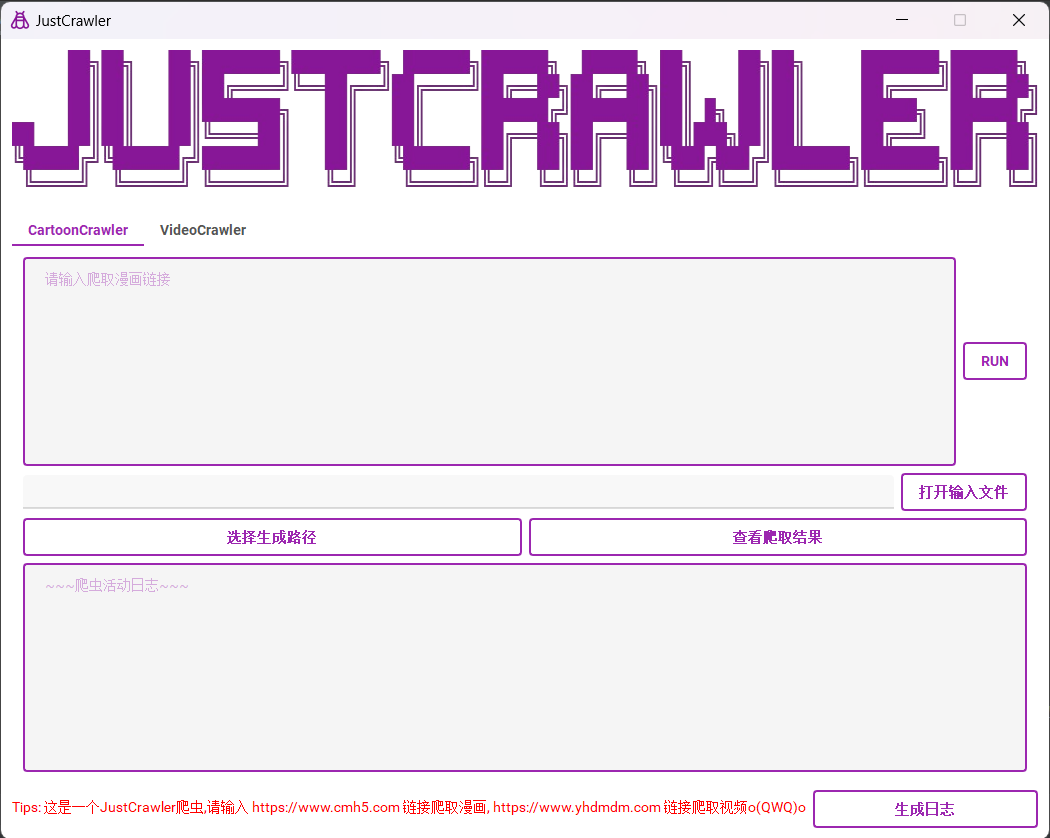 JustCrawler
JUSTCRAWLER
CartoonCrawler VideoCrawler
请输入爬取漫画链接
RUN
打开输入文件
选择生成路径 查看爬取结果
~~~爬虫活动日志~~~
Tips: 这是一个JustCrawler爬虫,请输入 https://www.cmh5.com 链接爬取漫画, https://www.yhdmdm.com 链接爬取视频o(QWQ)o
生成日志